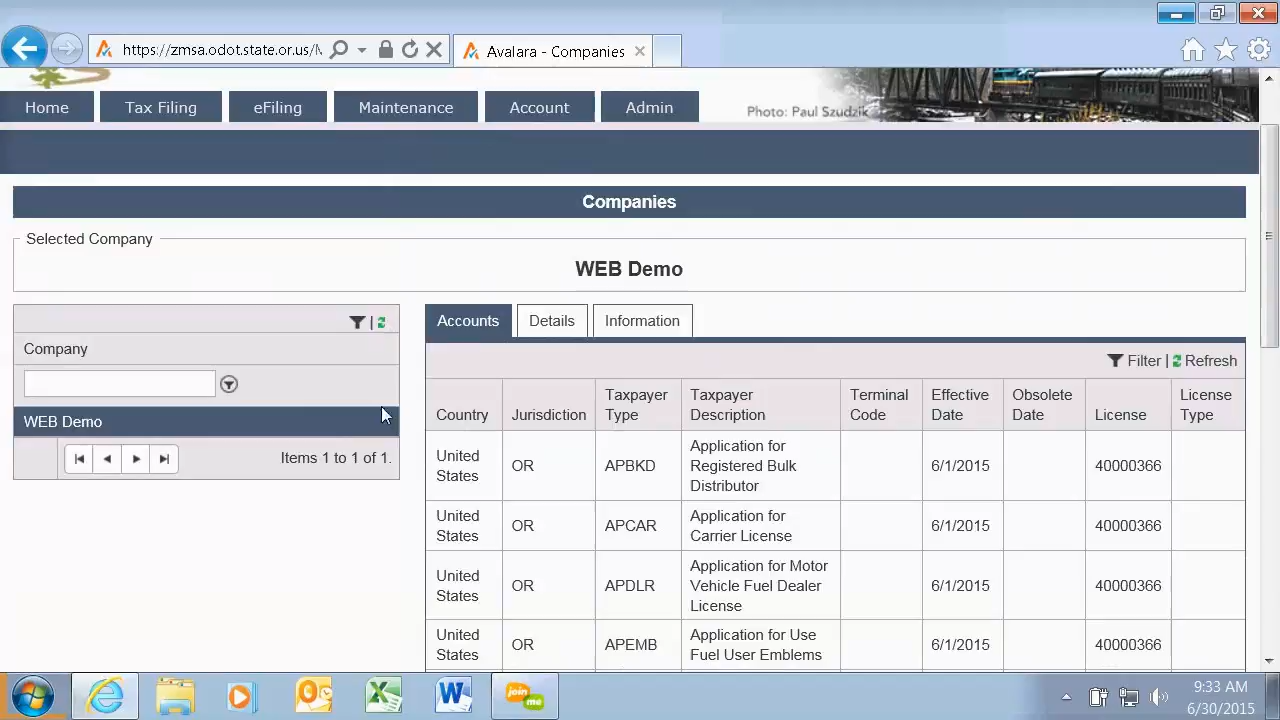 https://zmsa.odot.state.or.us/
Avalara - Companies
Home Tax Filing eFiling Maintenance Account Admin
Photo: Paul Szudzik
Companies
Selected Company
WEB Demo
Company
WEB Demo
Items 1 to 1 of 1.
Accounts Details Information
Filter | Refresh
Country Jurisdiction Taxpayer Type Taxpayer Description Terminal Code Effective Date Obsolete Date License License Type
United States OR APBKD Application for Registered Bulk Distributor 6/1/2015 40000366
United States OR APCAR Application for Carrier License 6/1/2015 40000366
United States OR APDLR Application for Motor Vehicle Fuel Dealer License 6/1/2015 40000366
United States OR APEMB Application for Use Fuel User Emblems 6/1/2015 40000366
join me
9:33 AM
6/30/2015